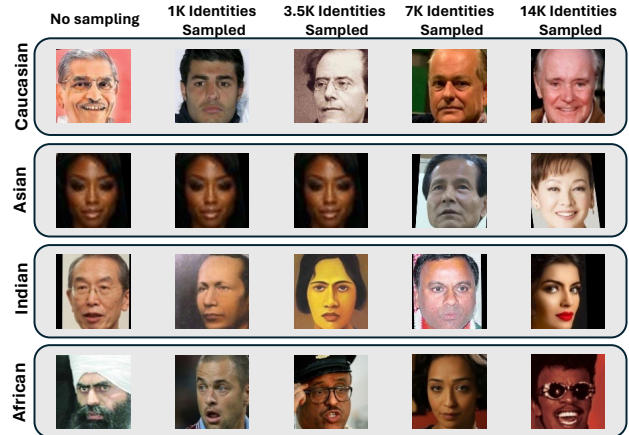 No sampling
1K Identities
Sampled
3.5K Identities
Sampled
7K Identities
Sampled
14K Identities
Sampled
Caucasian
Asian
Indian
African